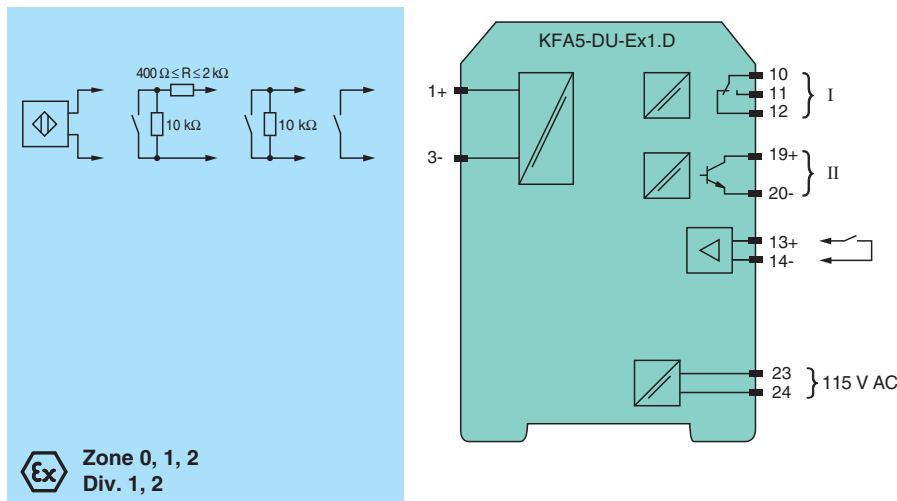 KFA5-DU-Ex1.D
400 Ω ≤ R ≤ 2 kΩ
10 kΩ
10 kΩ
1+
3-
10
11
12
I
19+
20-
II
13+
14-
23
24
115 V AC
εx
Zone 0, 1, 2
Div. 1, 2